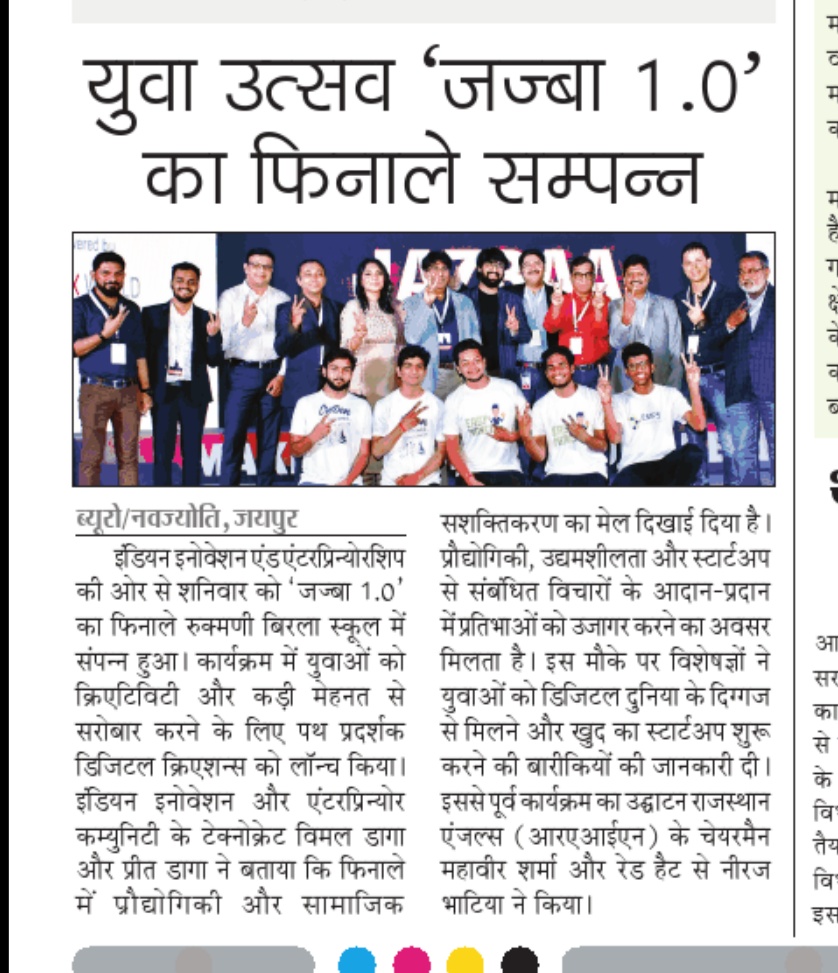 युवा उत्सव ‘जज्बा 1.0’
का फिनाले सम्पन्न
JAZBAA
MAK
ब्यूरो/नवज्योति, जयपुर
इंडियन इनोवेशन एंड एंटरप्रिन्योरशिप
की ओर से शनिवार को ‘जज्बा 1.0’
का फिनाले रुक्मणी बिरला स्कूल में
संपन्न हुआ। कार्यक्रम में युवाओं को
क्रिएटिविटी और कड़ी मेहनत से
सरोबार करने के लिए पथ प्रदर्शक
डिजिटल क्रिएशन्स को लॉन्च किया।
इंडियन इनोवेशन और एंटरप्रिन्योर
कम्युनिटी के टेक्नोक्रेट विमल डागा
और प्रीत डागा ने बताया कि फिनाले
में प्रौद्योगिकी और सामाजिक
सशक्तिकरण का मेल दिखाई दिया है।
प्रौद्योगिकी, उद्यमशीलता और स्टार्टअप
से संबंधित विचारों के आदान-प्रदान
में प्रतिभाओं को उजागर करने का अवसर
मिलता है। इस मौके पर विशेषज्ञों ने
युवाओं को डिजिटल दुनिया के दिग्गज
से मिलने और खुद का स्टार्टअप शुरू
करने की बारीकियों की जानकारी दी।
इससे पूर्व कार्यक्रम का उद्घाटन राजस्थान
एंजल्स (आरएआईएन) के चेयरमैन
महावीर शर्मा और रेड हैट से नीरज
भाटिया ने किया।